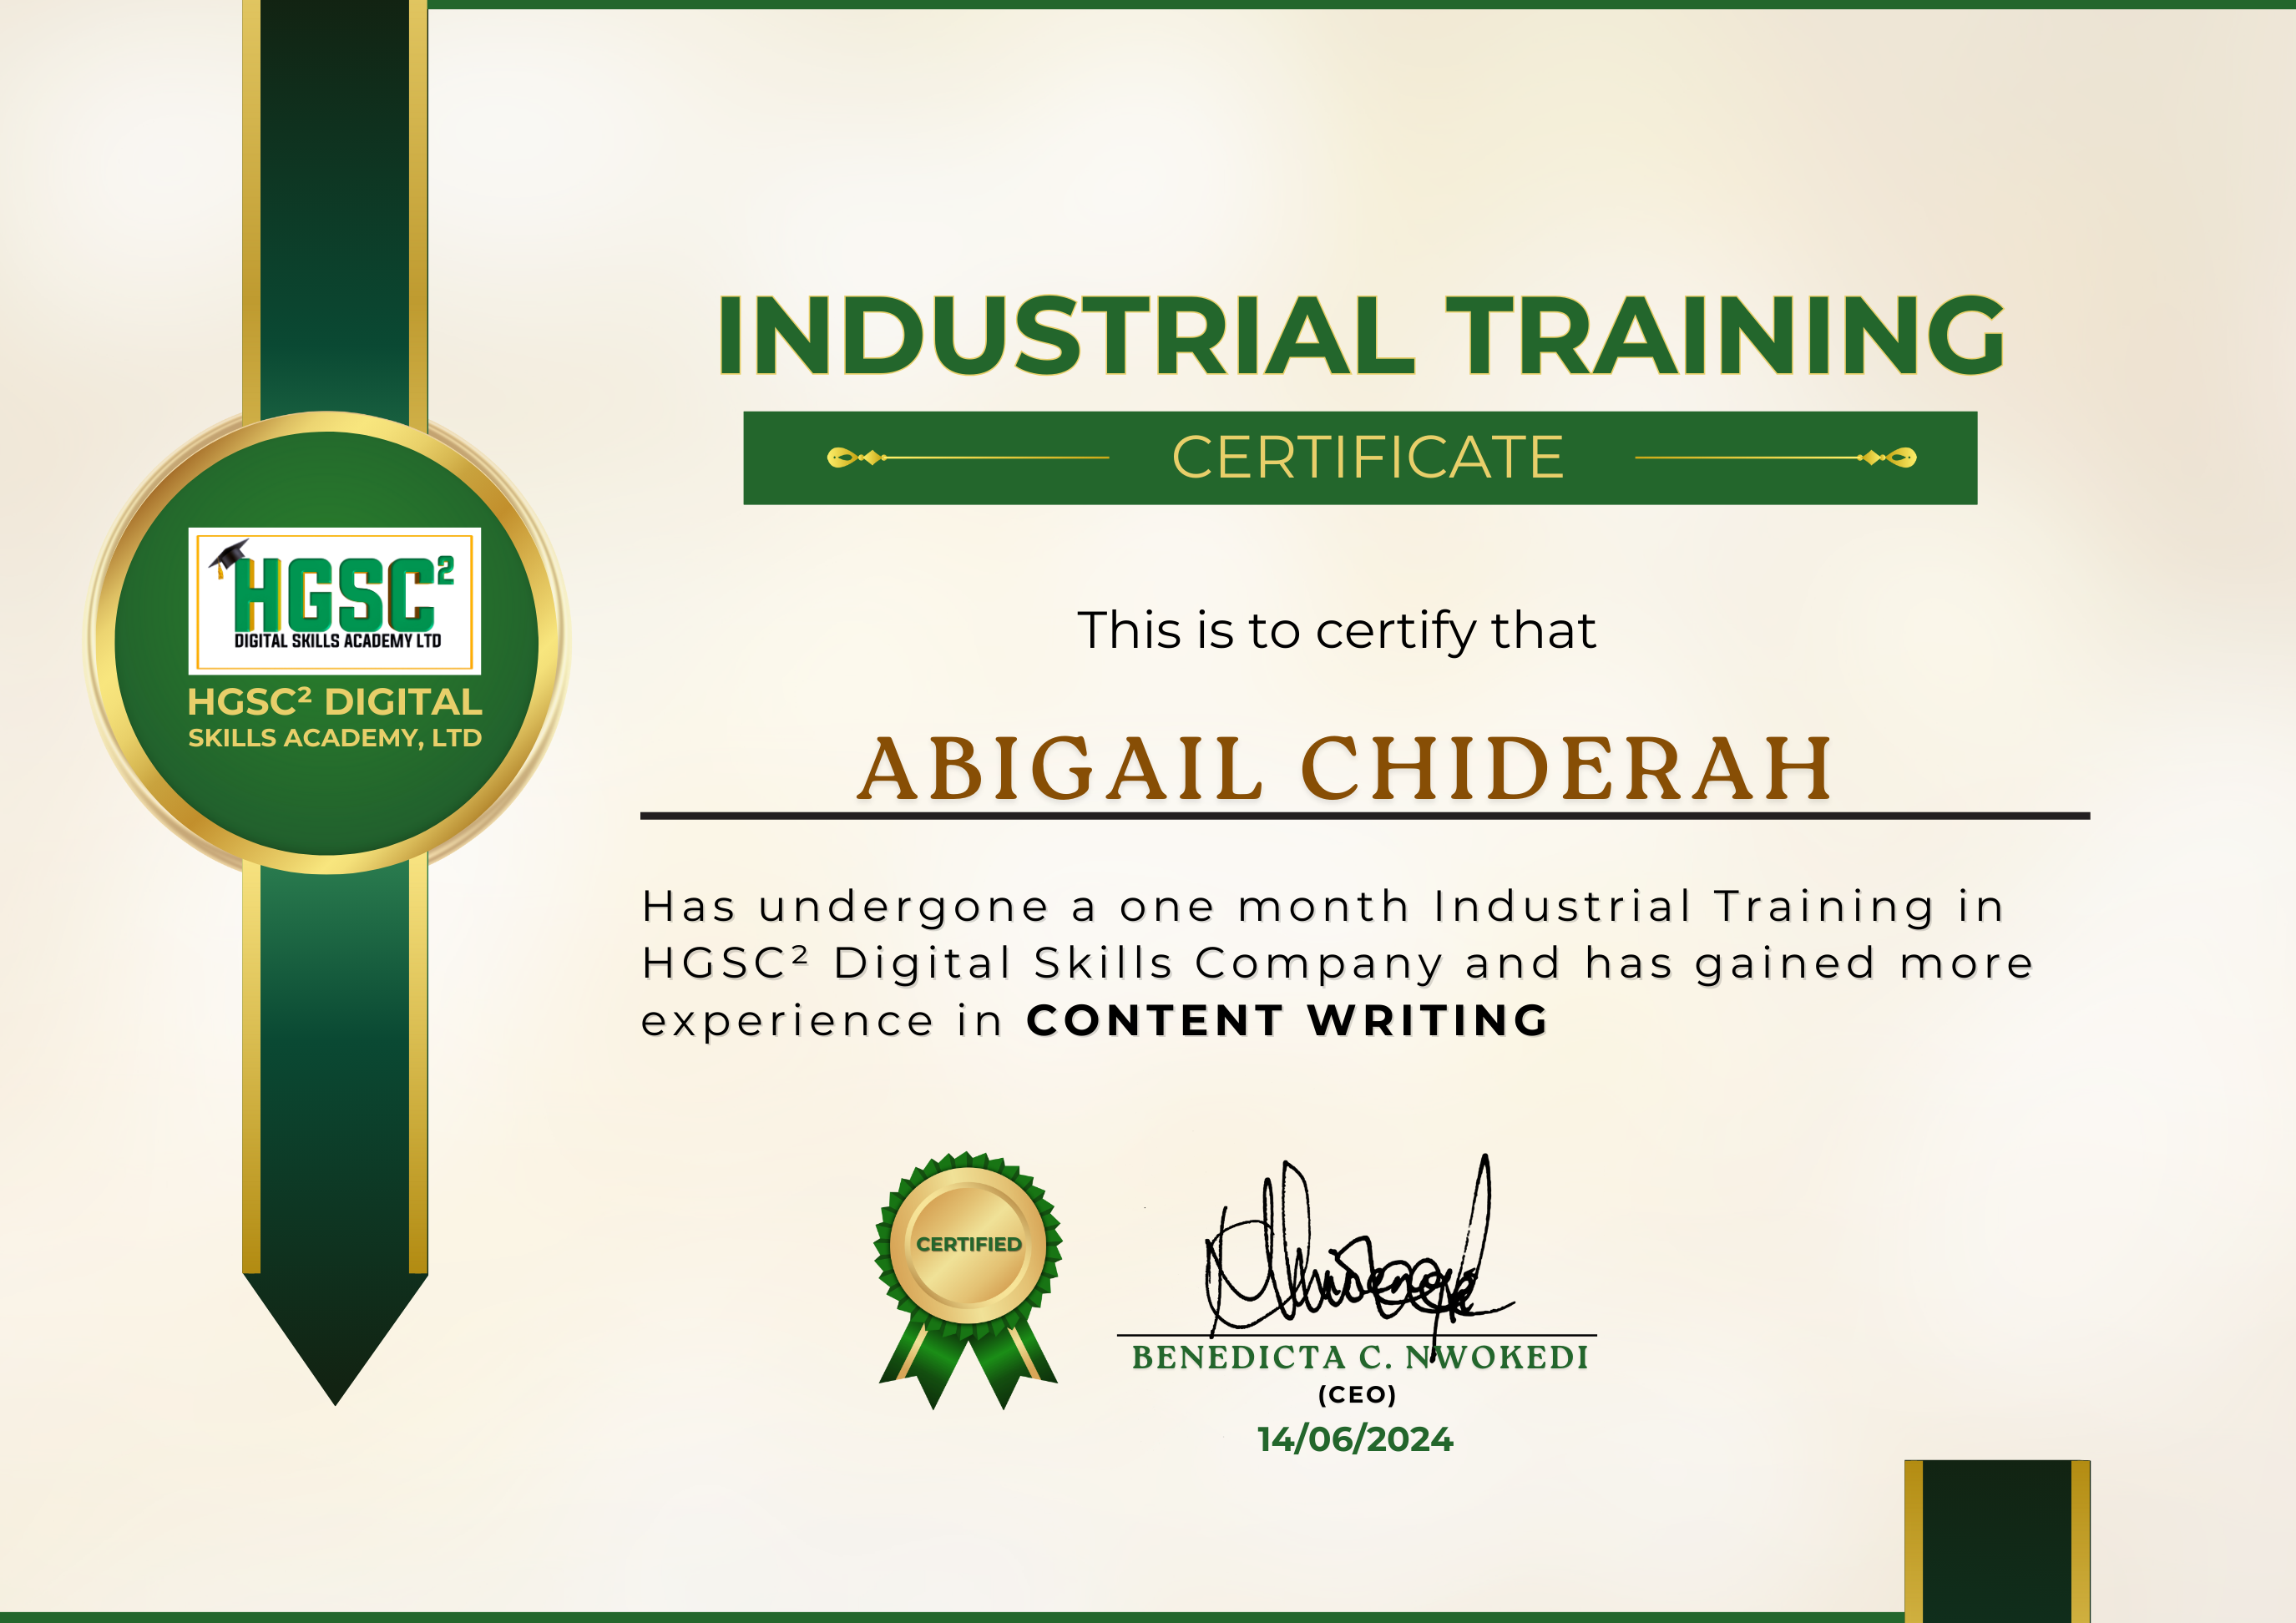 INDUSTRIAL TRAINING
CERTIFICATE
HGSC²
DIGITAL SKILLS ACADEMY LTD
HGSC² DIGITAL
SKILLS ACADEMY, LTD
This is to certify that
ABIGAIL CHIDERAH
Has undergone a one month Industrial Training in
HGSC² Digital Skills Company and has gained more
experience in CONTENT WRITING
CERTIFIED
BENEDICTA C. NWOKEDI
(CEO)
14/06/2024